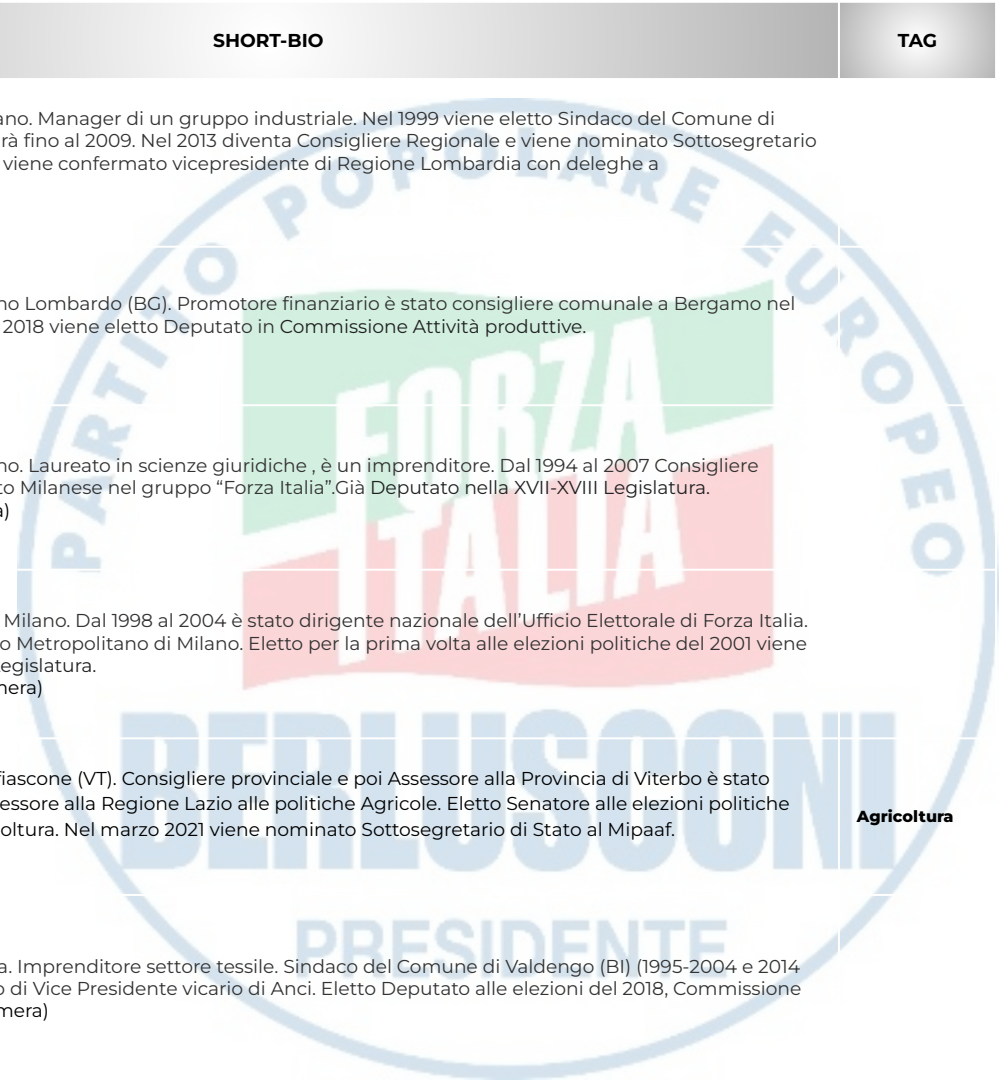 SHORT-BIO
TAG
ano. Manager di un gruppo industriale. Nel 1999 viene eletto Sindaco del Comune di
rà fino al 2009. Nel 2013 diventa Consigliere Regionale e viene nominato Sottosegretario
viene confermato vicepresidente di Regione Lombardia con deleghe a
no Lombardo (BG). Promotore finanziario è stato consigliere comunale a Bergamo nel
2018 viene eletto Deputato in Commissione Attività produttive.
no. Laureato in scienze giuridiche , è un imprenditore. Dal 1994 al 2007 Consigliere
to Milanese nel gruppo “Forza Italia”.Già Deputato nella XVII-XVIII Legislatura.
a)
Milano. Dal 1998 al 2004 è stato dirigente nazionale dell’Ufficio Elettorale di Forza Italia.
o Metropolitano di Milano. Eletto per la prima volta alle elezioni politiche del 2001 viene
egislatura.
nera)
fiascone (VT). Consigliere provinciale e poi Assessore alla Provincia di Viterbo è stato
essore alla Regione Lazio alle politiche Agricole. Eletto Senatore alle elezioni politiche
oltura. Nel marzo 2021 viene nominato Sottosegretario di Stato al Mipaaf.
Agricoltura
a. Imprenditore settore tessile. Sindaco del Comune di Valdengo (BI) (1995-2004 e 2014
o di Vice Presidente vicario di Anci. Eletto Deputato alle elezioni del 2018, Commissione
mera)
PARTITO POPOLARE EUROPEO
FORZA
ITALIA
BERLUSCONI
PRESIDENTE